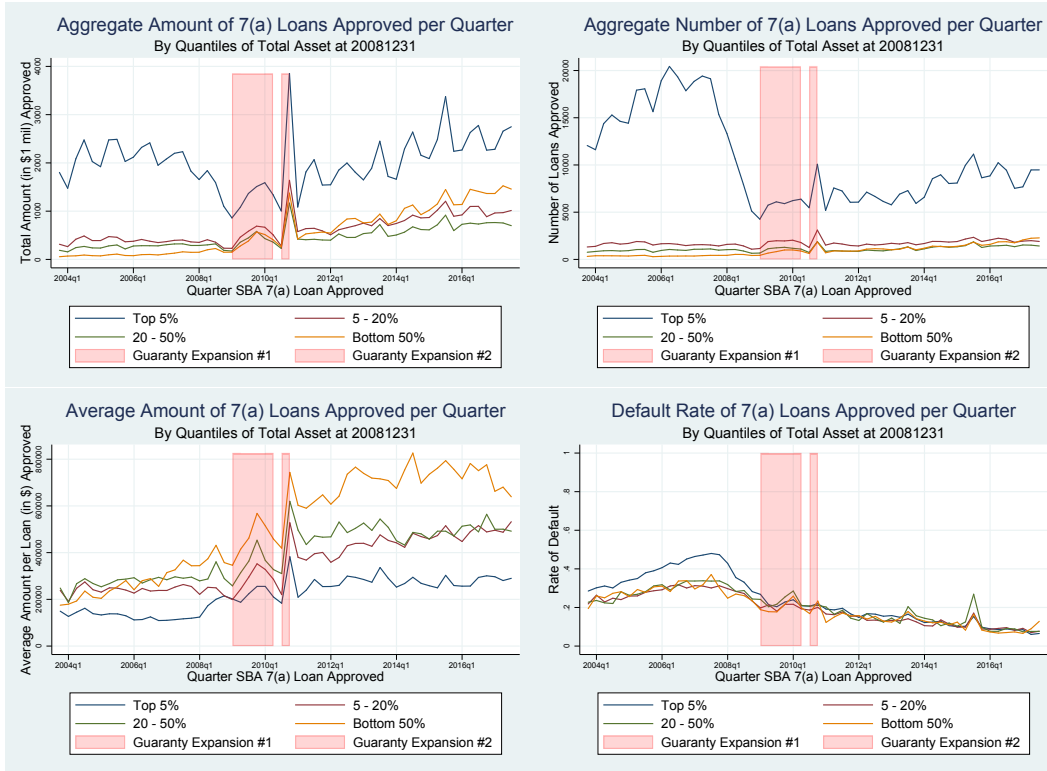 Aggregate Amount of 7(a) Loans Approved per Quarter
By Quantiles of Total Asset at 20081231
Total Amount (in $1 mil) Approved
4000
3000
2000
1000
0
2004q1 2006q1 2008q1 2010q1 2012q1 2014q1 2016q1
Quarter SBA 7(a) Loan Approved
Top 5% 5 - 20%
20 - 50% Bottom 50%
Guaranty Expansion #1 Guaranty Expansion #2
Aggregate Number of 7(a) Loans Approved per Quarter
By Quantiles of Total Asset at 20081231
Number of Loans Approved
20000
15000
10000
5000
0
2004q1 2006q1 2008q1 2010q1 2012q1 2014q1 2016q1
Quarter SBA 7(a) Loan Approved
Top 5% 5 - 20%
20 - 50% Bottom 50%
Guaranty Expansion #1 Guaranty Expansion #2
Average Amount of 7(a) Loans Approved per Quarter
By Quantiles of Total Asset at 20081231
Average Amount per Loan (in $) Approved
800000
600000
400000
200000
0
2004q1 2006q1 2008q1 2010q1 2012q1 2014q1 2016q1
Quarter SBA 7(a) Loan Approved
Top 5% 5 - 20%
20 - 50% Bottom 50%
Guaranty Expansion #1 Guaranty Expansion #2
Default Rate of 7(a) Loans Approved per Quarter
By Quantiles of Total Asset at 20081231
Rate of Default
1
.8
.6
.4
.2
0
2004q1 2006q1 2008q1 2010q1 2012q1 2014q1 2016q1
Quarter SBA 7(a) Loan Approved
Top 5% 5 - 20%
20 - 50% Bottom 50%
Guaranty Expansion #1 Guaranty Expansion #2